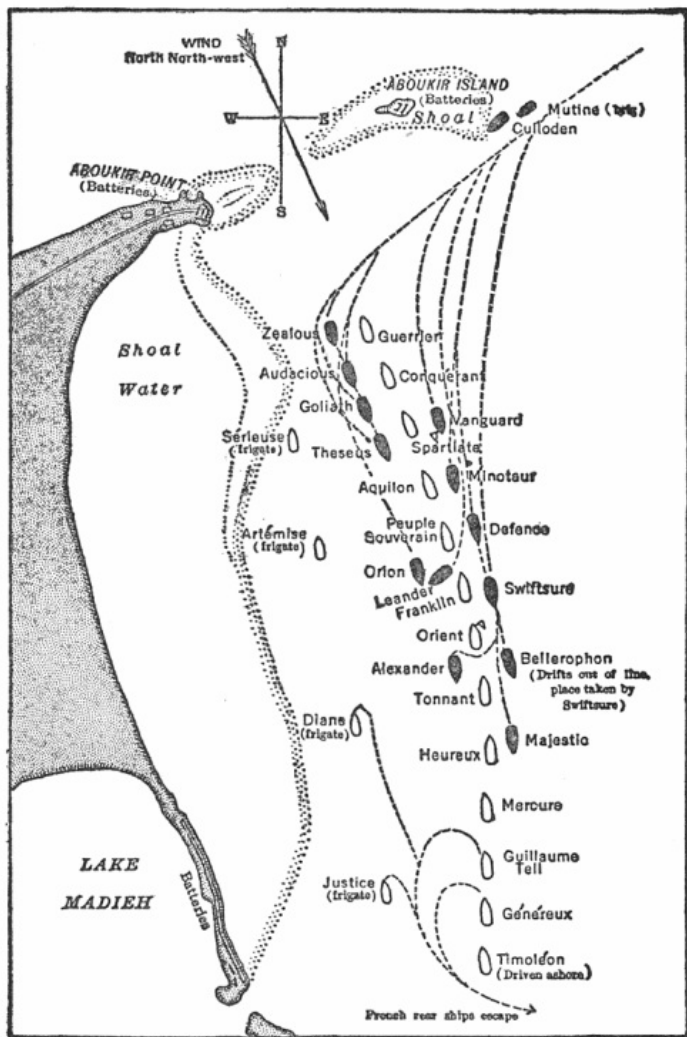 WIND
North North-west
N
W
E
S
ABOUKIR ISLAND
(Batteries)
Shoal
Mutine (brig)
Culloden
ABOUKIR POINT
(Batteries)
Shoal
Water
Zealous
Guerrier
Audacious
Conquérant
Goliath
Vanguard
Sérieuse
(frigate)
Theseus
Spartiate
Minotaur
Aquilon
Artémise
(frigate)
Peuple
Souverain
Defence
Orion
Leander
Franklin
Swiftsure
Orient
Alexander
Bellerophon
(Drifts out of line,
place taken by
Swiftsure)
Tonnant
Diane
(frigate)
Heureux
Majestic
Mercure
LAKE
MADIEH
Batteries
Guillaume
Tell
Justice
(frigate)
Généreux
Timoléon
(Driven ashore)
French rear ships escape